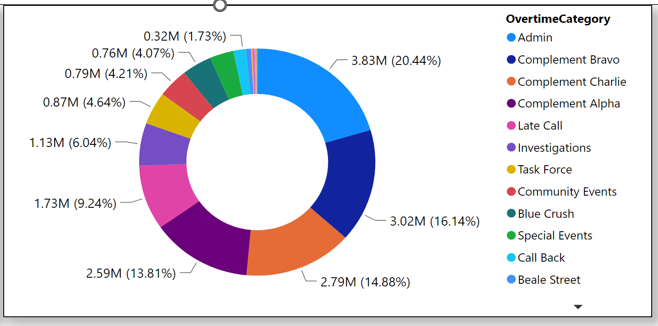 0.32M (1.73%)
0.76M (4.07%)
0.79M (4.21%)
0.87M (4.64%)
1.13M (6.04%)
1.73M (9.24%)
2.59M (13.81%)
3.83M (20.44%)
3.02M (16.14%)
2.79M (14.88%)
OvertimeCategory
Admin
Complement Bravo
Complement Charlie
Complement Alpha
Late Call
Investigations
Task Force
Community Events
Blue Crush
Special Events
Call Back
Beale Street